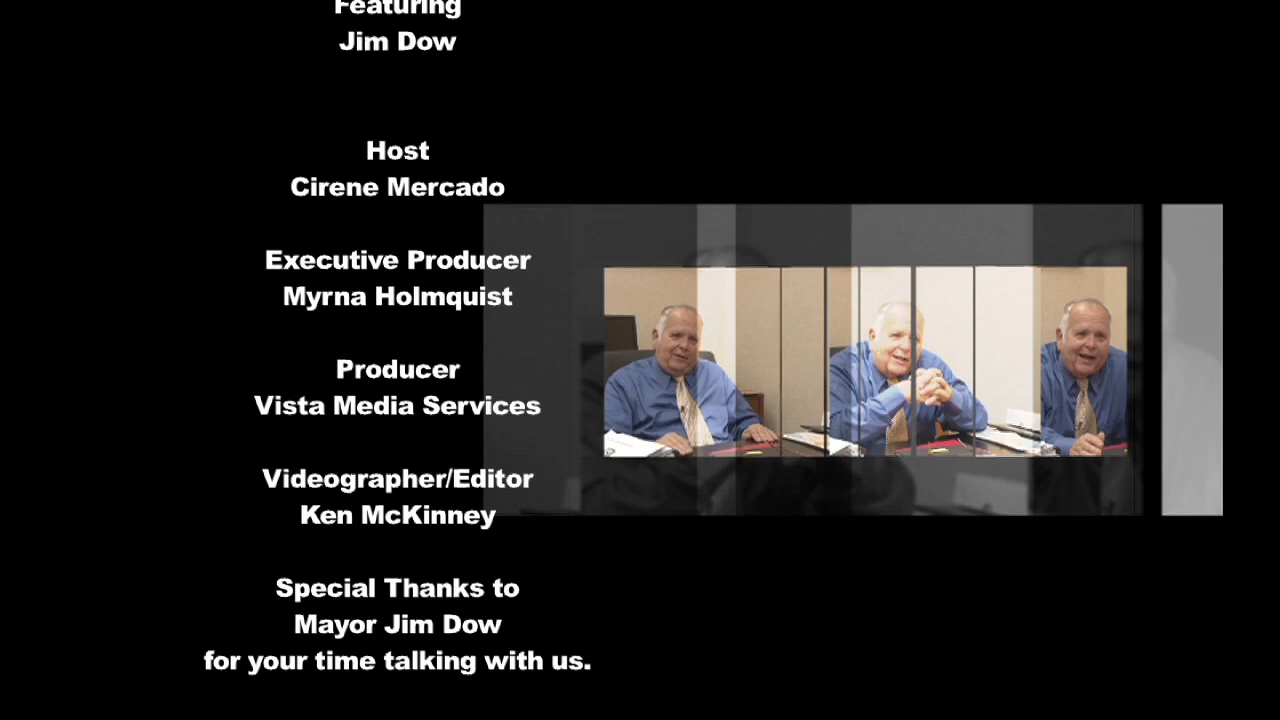 Featuring
Jim Dow
Host
Cirene Mercado
Executive Producer
Myrna Holmquist
Producer
Vista Media Services
Videographer/Editor
Ken McKinney
Special Thanks to
Mayor Jim Dow
for your time talking with us.